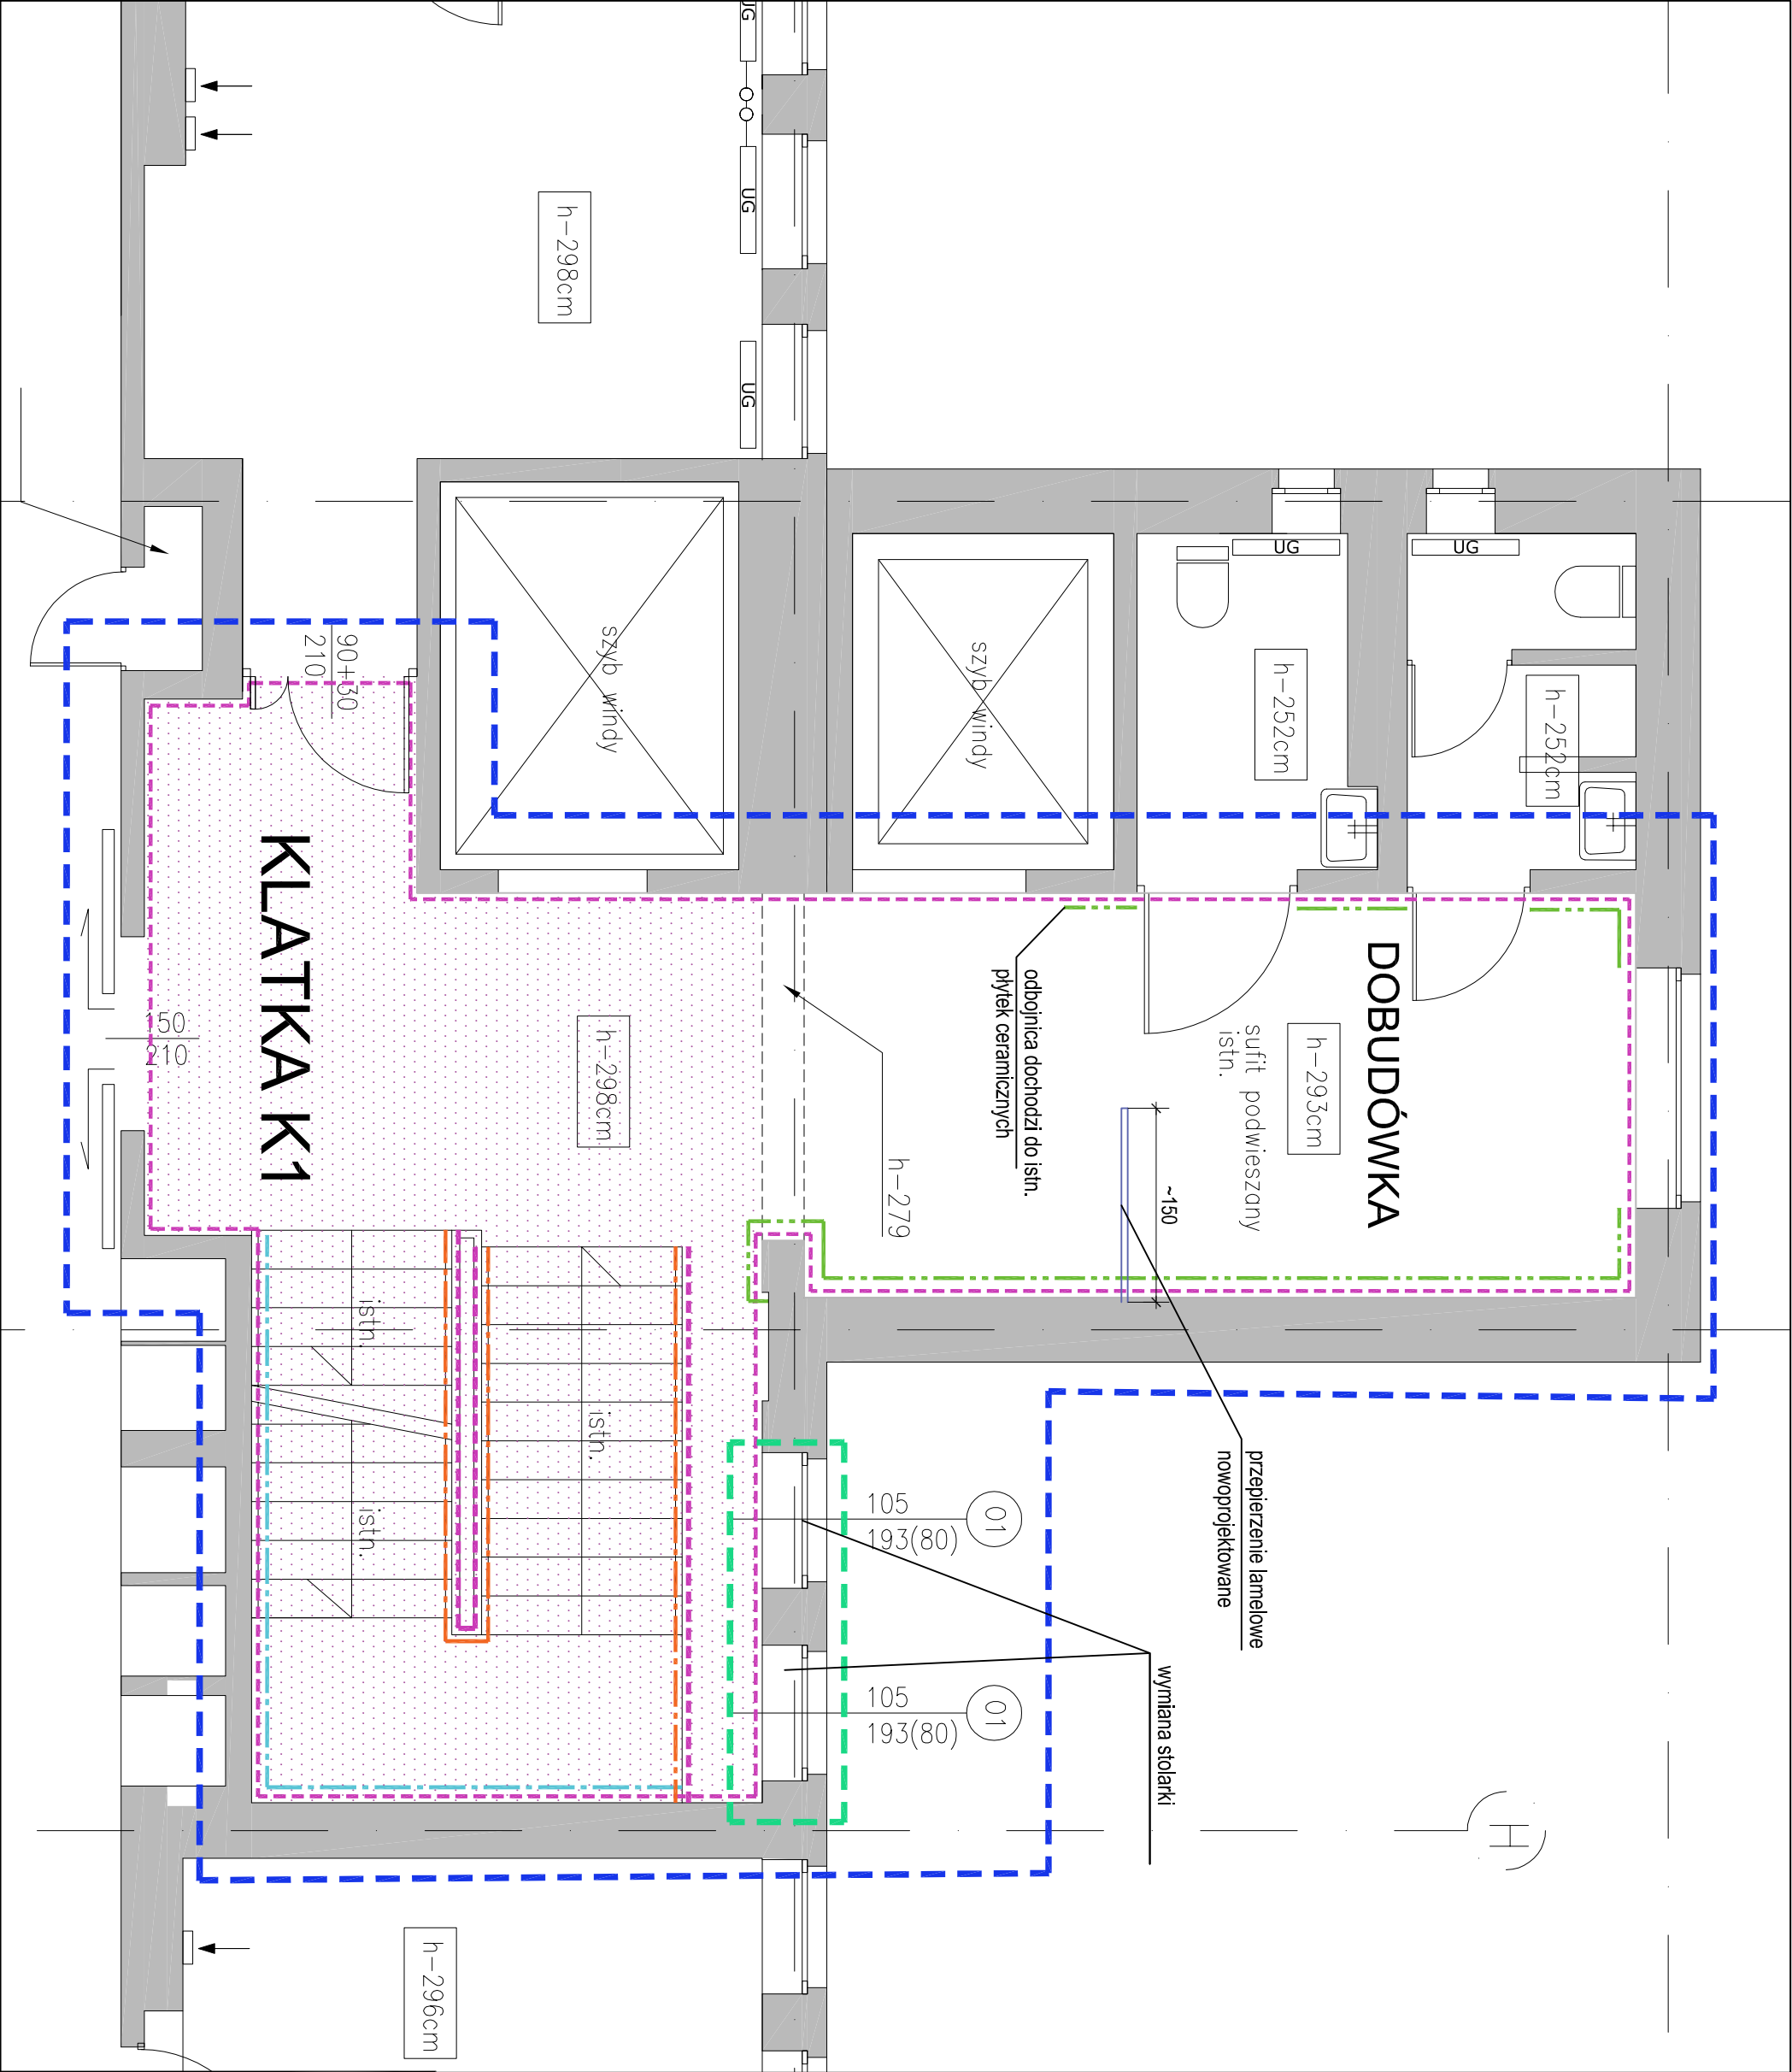 UG
UG
UG
h-298cm
szyb windy
szyb windy
UG
UG
h-252cm
h-252cm
90+30
210
KLATKA K1
150
210
h-298cm
h-279
odbojnica dochodzi do istn.
płytek ceramicznych
DOBUDÓWKA
h-293cm
sufit podwieszany
istn.
~150
istn.
istn.
istn.
105
193(80)
01
105
193(80)
01
przepierzenie lamelowe
nowoprojektowane
wymiana stolarki
H
h-296cm